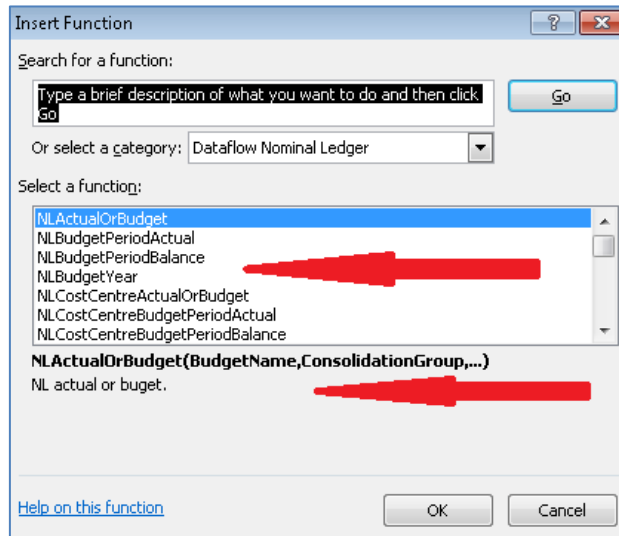 Insert Function
Search for a function:
Type a brief description of what you want to do and then click
Go
Go
Or select a category: Dataflow Nominal Ledger
Select a function:
NLActualOrBudget
NLBudgetPeriodActual
NLBudgetPeriodBalance
NLBudgetYear
NLCostCentreActualOrBudget
NLCostCentreBudgetPeriodActual
NLCostCentreBudgetPeriodBalance
NLActualOrBudget(BudgetName,ConsolidationGroup,...)
NL actual or buget.
Help on this function
OK
Cancel